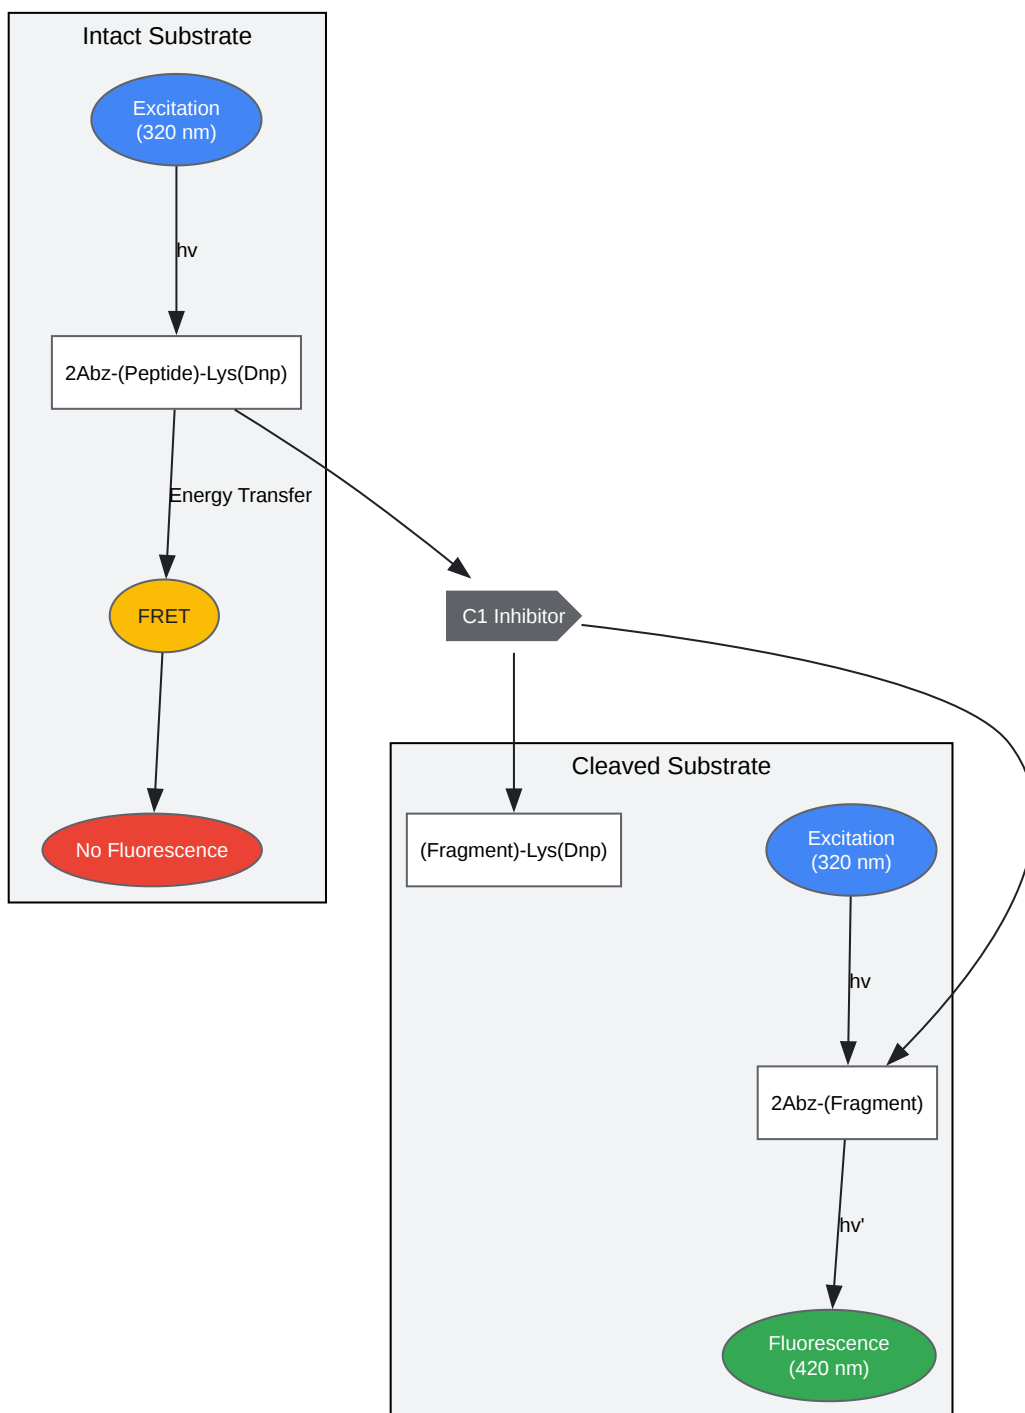 Intact Substrate
Excitation
(320 nm)
hv
2Abz-(Peptide)-Lys(Dnp)
Energy Transfer
FRET
C1 Inhibitor
No Fluorescence
Cleaved Substrate
(Fragment)-Lys(Dnp)
Excitation
(320 nm)
hv
2Abz-(Fragment)
hv'
Fluorescence
(420 nm)